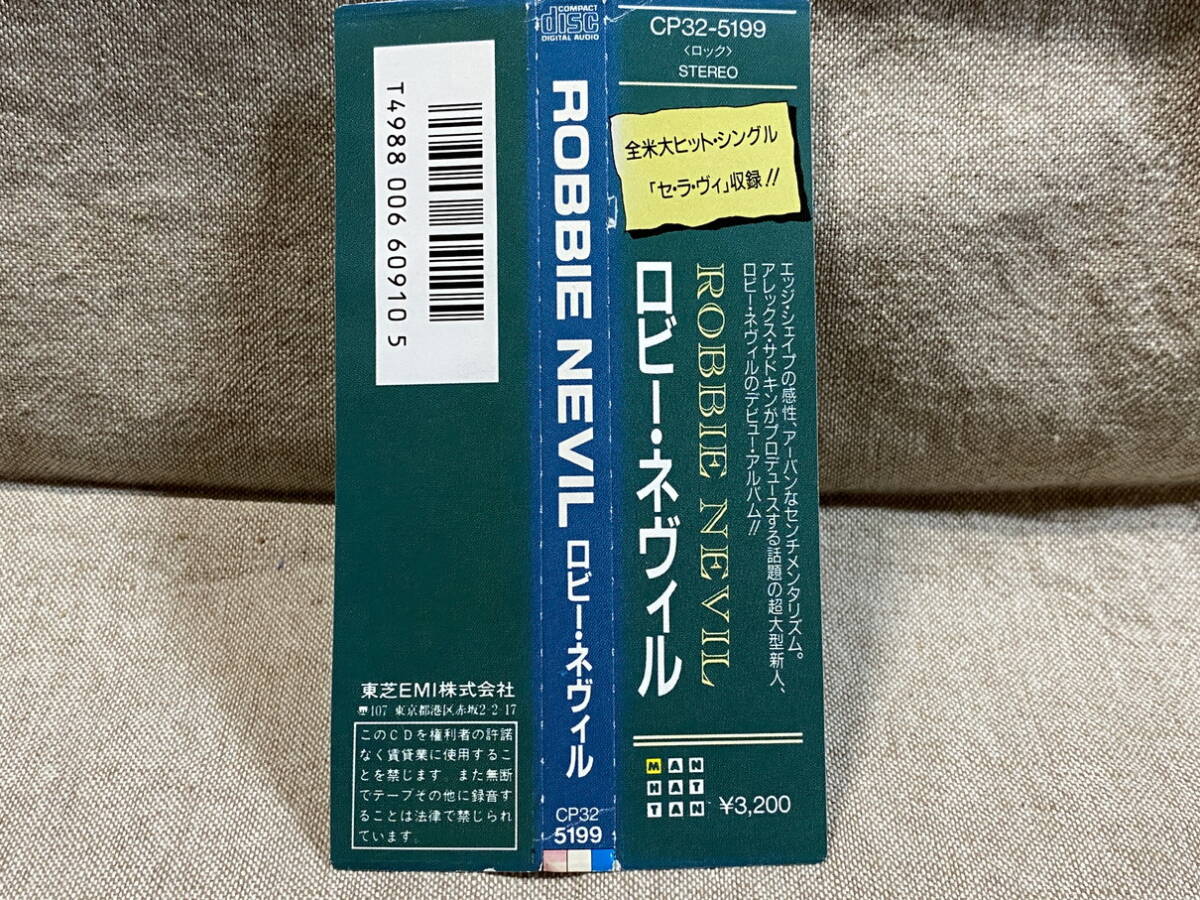 T4988 006 60910 5
東芝EMI株式会社
〒107 東京都港区赤坂2-2-17
このCDを権利者の許諾
なく賃貸業に使用するこ
とを禁じます。また無断
でテープその他に録音す
ることは法律で禁じられ
ています。
COMPACT
disc
DIGITAL AUDIO
ROBBIE NEVIL ロビー・ネヴィル
CP32
5199
CP32-5199
〈ロック〉
STEREO
全米大ヒット・シングル
「セ・ラ・ヴィ」収録!!
エッジ・シェイプの感性、アーバンなセンチメンタリズム。
アレックス・サドキンがプロデュースする話題の超大型新人、
ロビー・ネヴィルのデビュー・アルバム!!
ROBBIE NEVIL
ロビー・ネヴィル
MAN
HAT
TAN
¥3,200